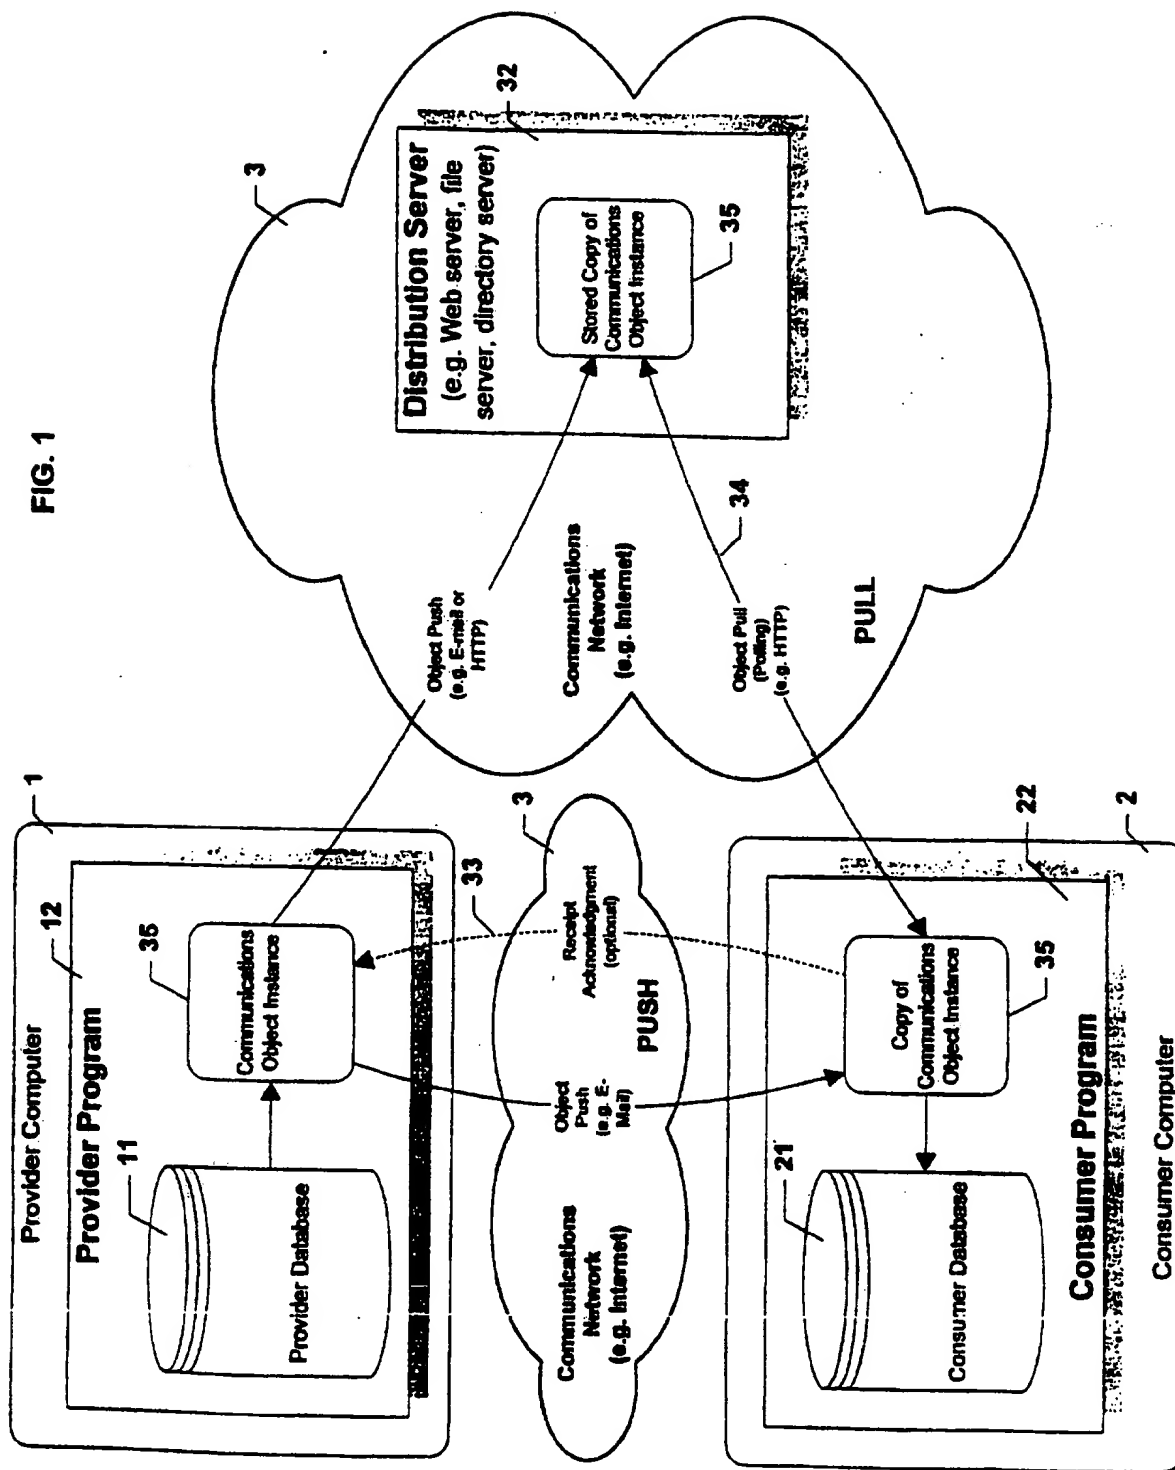 FIG. 1
Provider Computer
1
Provider Program
12
11
Provider Database
35
Communications
Object Instance
Object Push
(e.g. E-mail or
HTTP)
3
Distribution Server
(e.g. Web server, file
server, directory server)
32
Stored Copy of
Communications
Object Instance
35
Communications
Network
(e.g. Internet)
Object Pull
(Polling)
(e.g. HTTP)
34
PULL
Communications
Network
(e.g. Internet)
Object
Push
(e.g. E-
Mail)
PUSH
Receipt
Acknowledgment
(optional)
33
3
21
Consumer Database
Copy of
Communications
Object Instance
35
Consumer Program
22
2
Consumer Computer